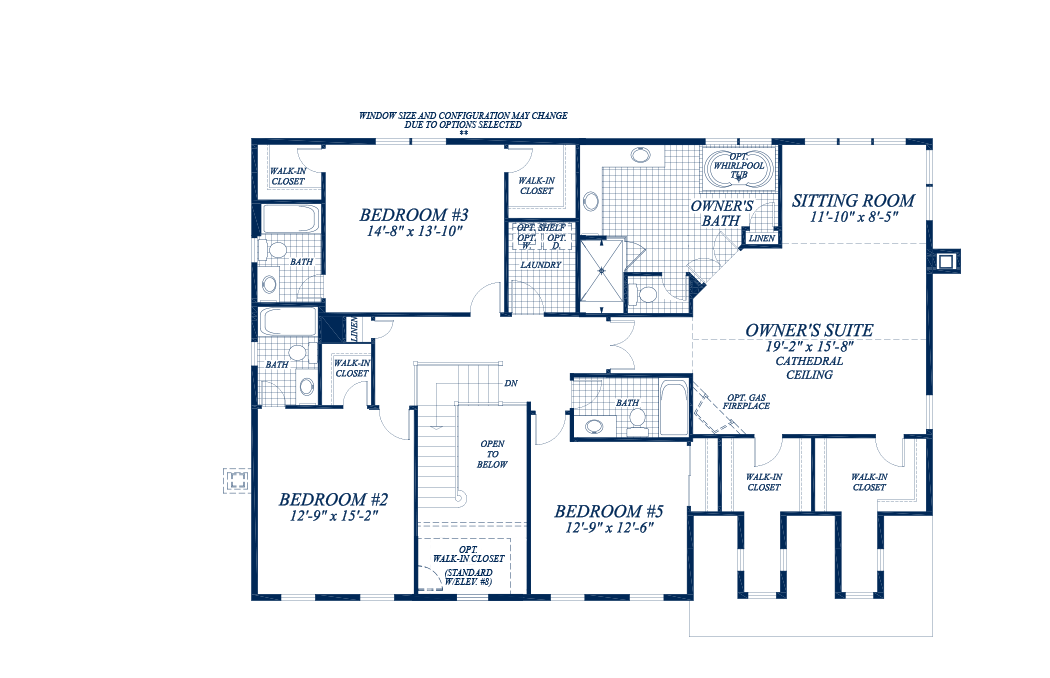 WINDOW SIZE AND CONFIGURATION MAY CHANGE
DUE TO OPTIONS SELECTED
**
WALK-IN
CLOSET
BEDROOM #3
14'-8" x 13'-10"
WALK-IN
CLOSET
OPT.
WHIRLPOOL
TUB
OWNER'S
BATH
LINEN
SITTING ROOM
11'-10" x 8'-5"
BATH
OPT. SHELF
OPT. OPT.
W. D.
LAUNDRY
LINEN
BATH
WALK-IN
CLOSET
DN
OWNER'S SUITE
19'-2" x 15'-8"
CATHEDRAL
CEILING
OPT. GAS
FIREPLACE
BATH
OPEN
TO
BELOW
BEDROOM #2
12'-9" x 15'-2"
BEDROOM #5
12'-9" x 12'-6"
WALK-IN
CLOSET
WALK-IN
CLOSET
OPT.
WALK-IN CLOSET
(STANDARD
W/ELEV. #8)